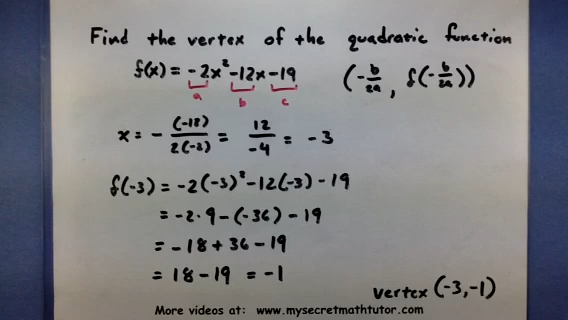 Find the vertex of the quadratic function
f(x) = -2x² -12x -19 (-b/2a, f(-b/2a))
a b c
x = - (-12)/2(-2) = 12/-4 = -3
f(-3) = -2(-3)² -12(-3) - 19
= -2·9 - (-36) - 19
= -18 + 36 - 19
= 18 - 19 = -1
vertex (-3, -1)
More videos at: www.mysecretmathtutor.com